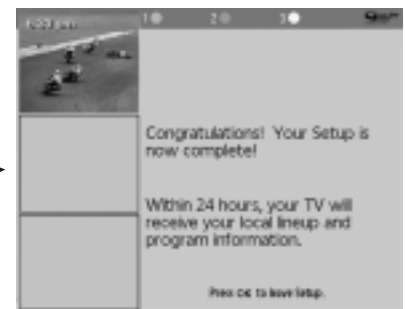 1 2 3
Congratulations! Your Setup is
now complete!
Within 24 hours, your TV will
receive your local lineup and
program information.
Press OK to leave Setup.